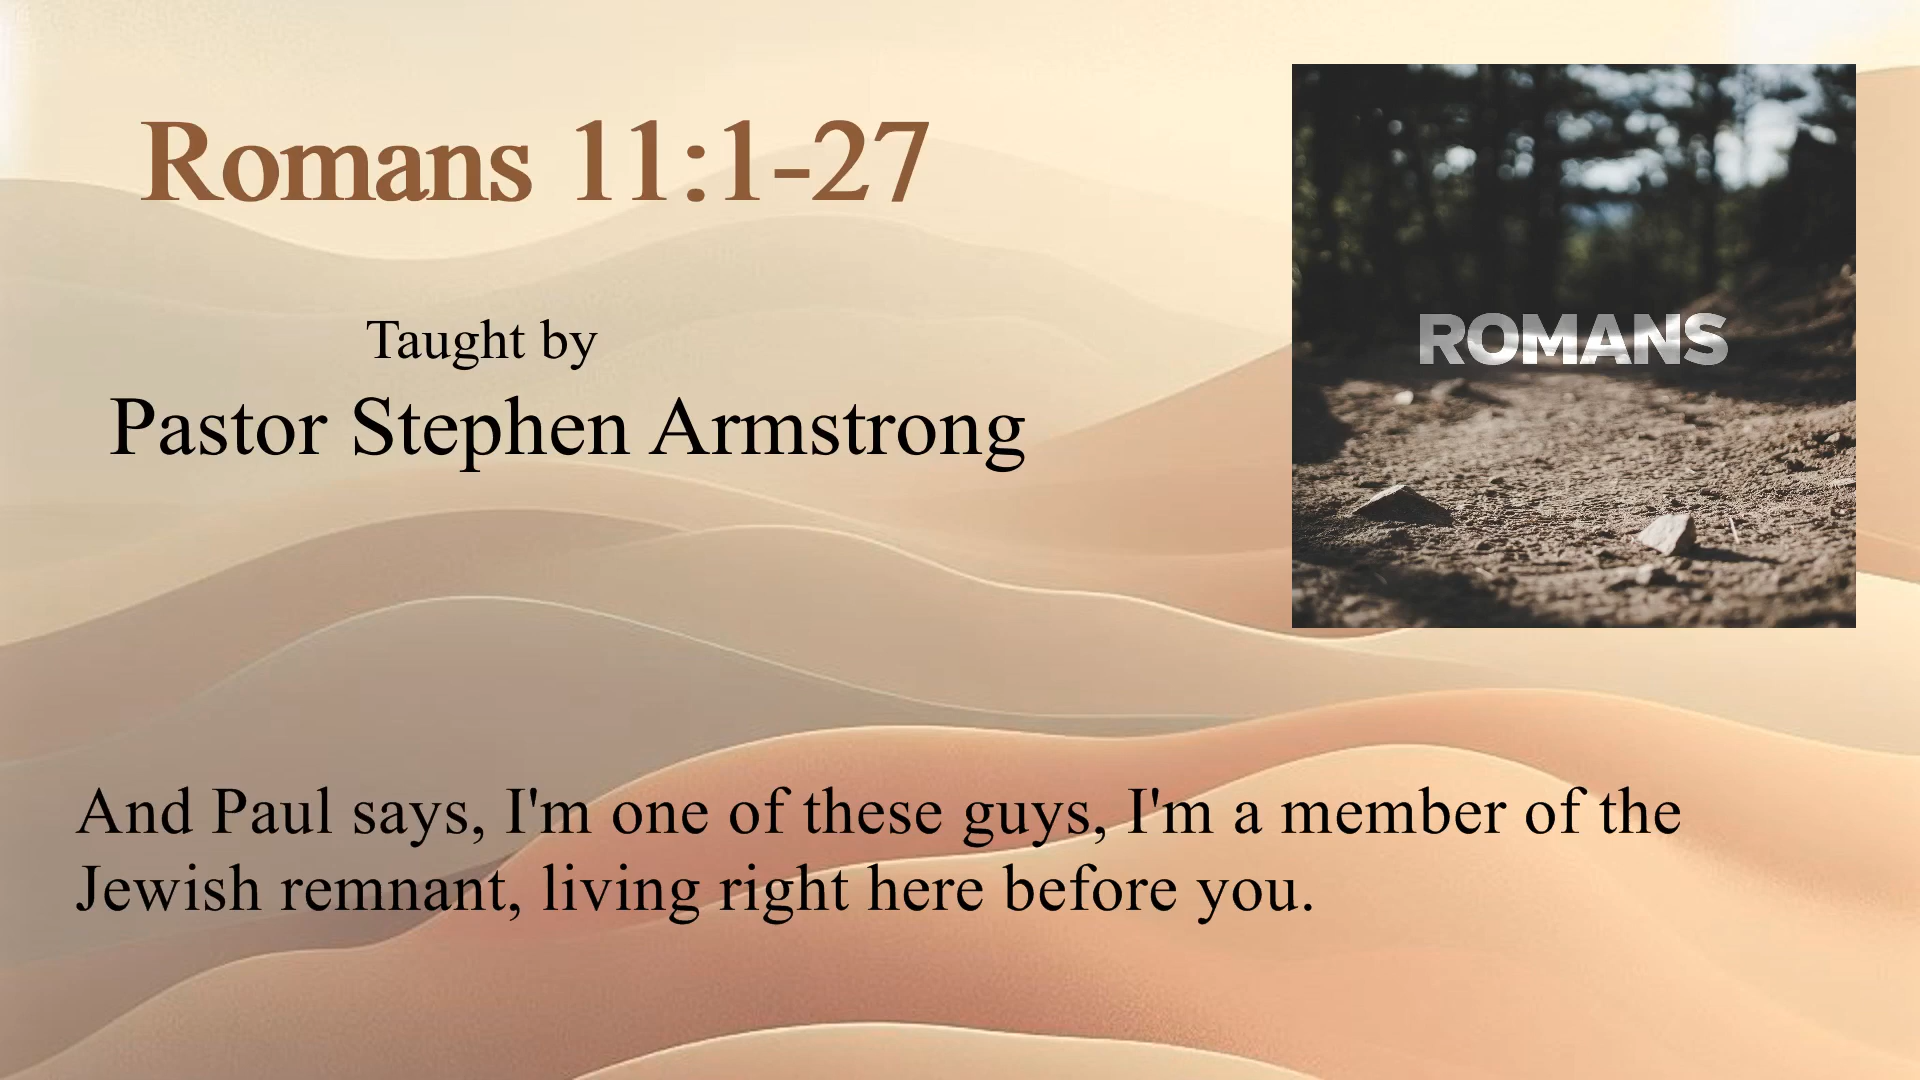 Romans 11:1-27
Taught by
Pastor Stephen Armstrong
ROMANS
And Paul says, I'm one of these guys, I'm a member of the
Jewish remnant, living right here before you.